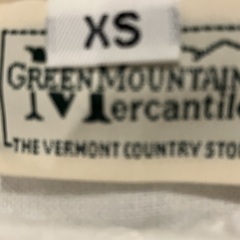 XS
GREEN MOUNTAIN
Mercantile
THE VERMONT COUNTRY STO